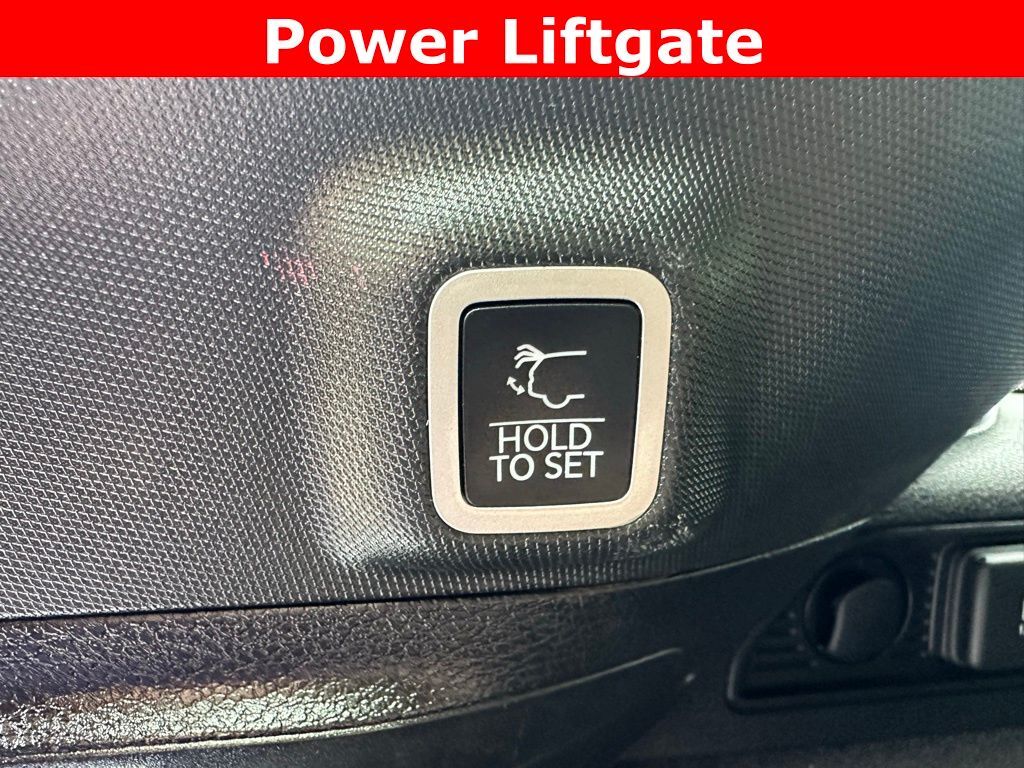 Power Liftgate
HOLD
TO SET